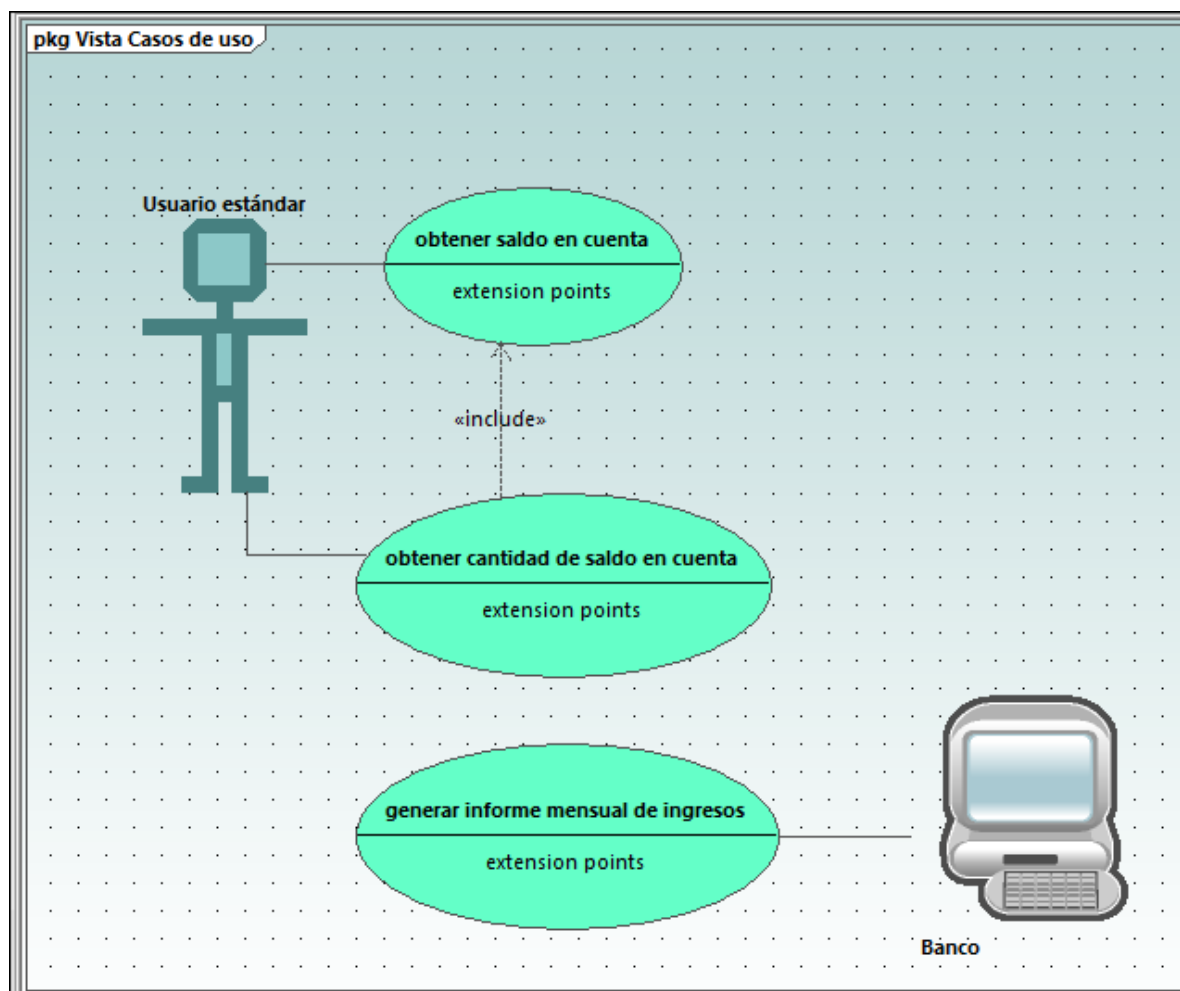 pkg Vista Casos de uso
Usuario estándar
obtener saldo en cuenta
extension points
«include»
obtener cantidad de saldo en cuenta
extension points
generar informe mensual de ingresos
extension points
Banco